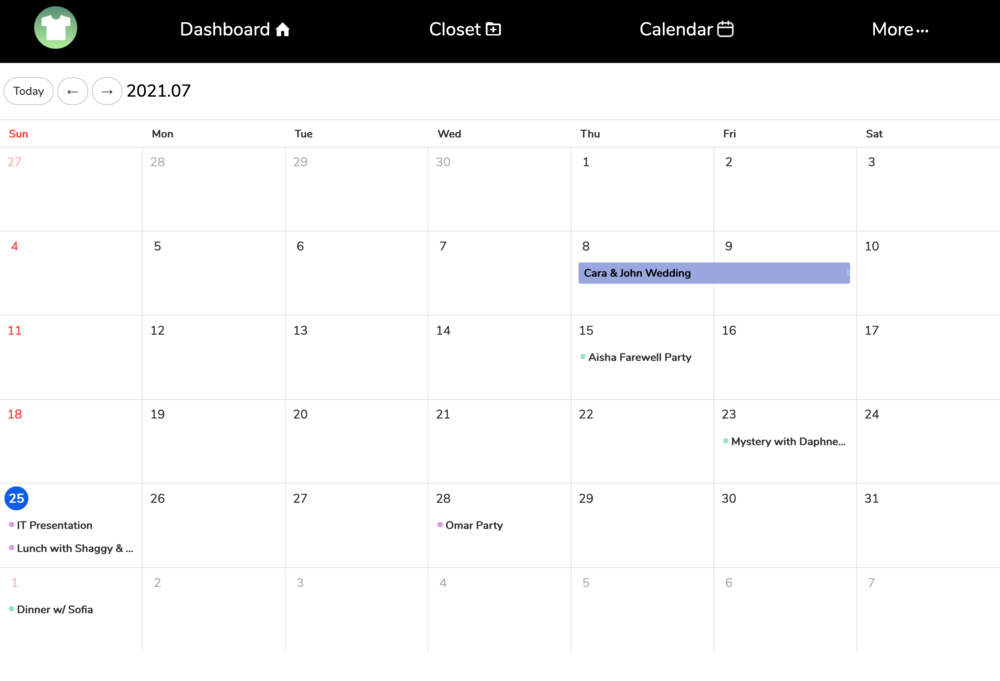 Dashboard Closet Calendar More
Today ← → 2021.07
Sun Mon Tue Wed Thu Fri Sat
27 28 29 30 1 2 3
4 5 6 7 8 9 10
Cara & John Wedding
11 12 13 14 15 16 17
Aisha Farewell Party
18 19 20 21 22 23 24
Mystery with Daphne...
25 26 27 28 29 30 31
IT Presentation Omar Party
Lunch with Shaggy & ...
1 2 3 4 5 6 7
Dinner w/ Sofia